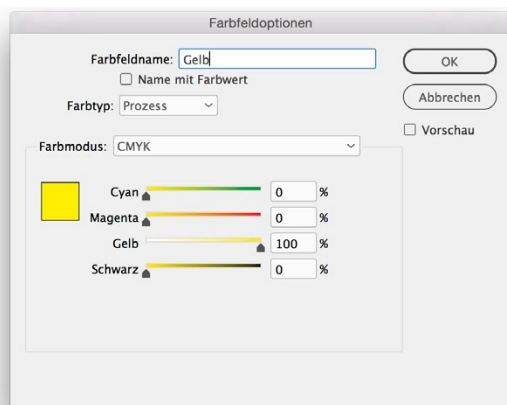 Farbfeldoptionen
Farbfeldname: Gelb
Name mit Farbwert
Farbtyp: Prozess
Farbmodus: CMYK
Cyan 0 %
Magenta 0 %
Gelb 100 %
Schwarz 0 %
OK
Abbrechen
Vorschau